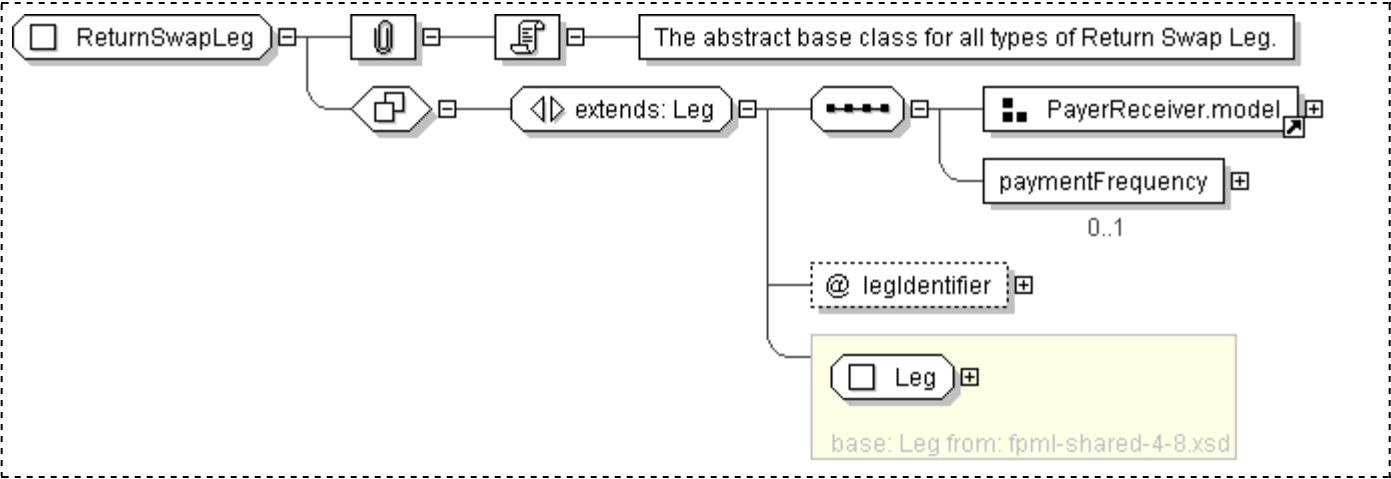 ReturnSwapLeg
The abstract base class for all types of Return Swap Leg.
extends: Leg
PayerReceiver.model
paymentFrequency
0..1
@ legIdentifier
Leg
base: Leg from: fpml-shared-4-8.xsd